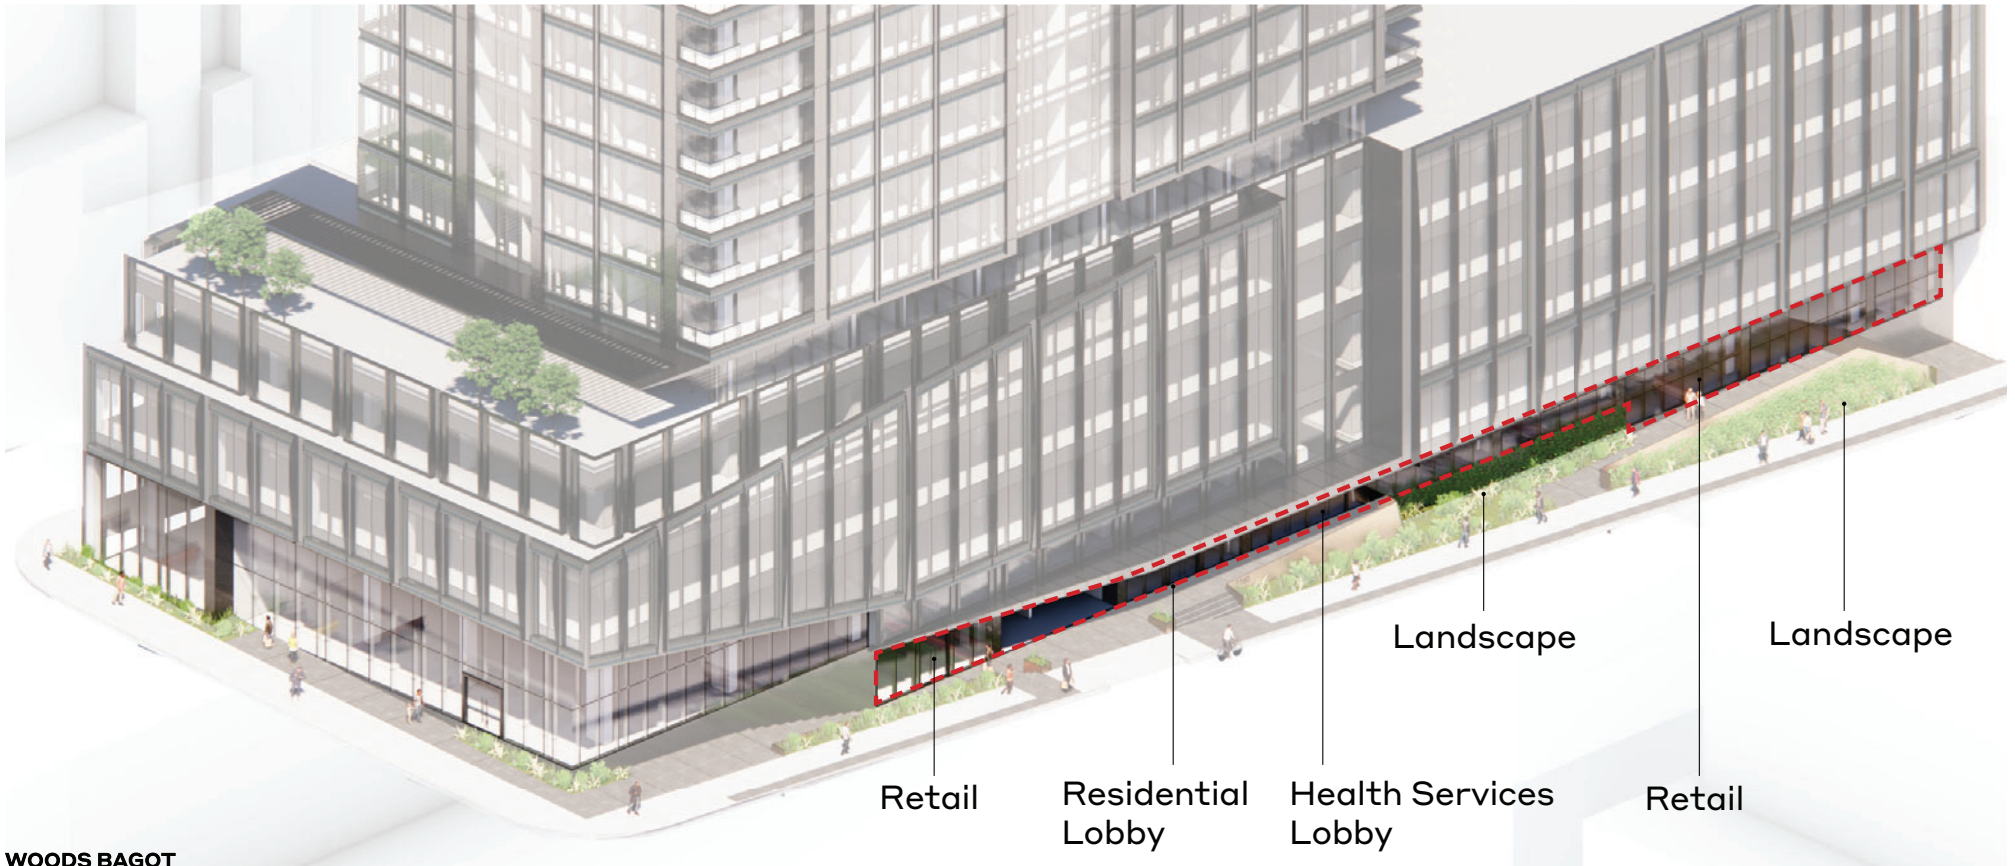 Landscape
Landscape
Retail
Residential
Lobby
Health Services
Lobby
Retail
WOODS BAGOT